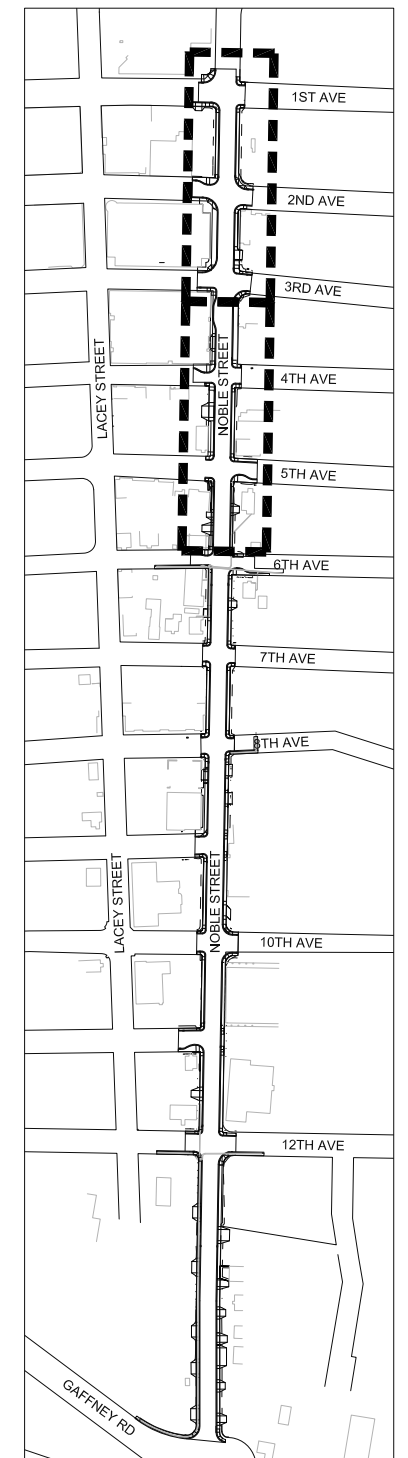 1ST AVE
2ND AVE
3RD AVE
LACEY STREET
NOBLE STREET
4TH AVE
5TH AVE
6TH AVE
7TH AVE
8TH AVE
LACEY STREET
NOBLE STREET
10TH AVE
12TH AVE
GAFFNEY RD